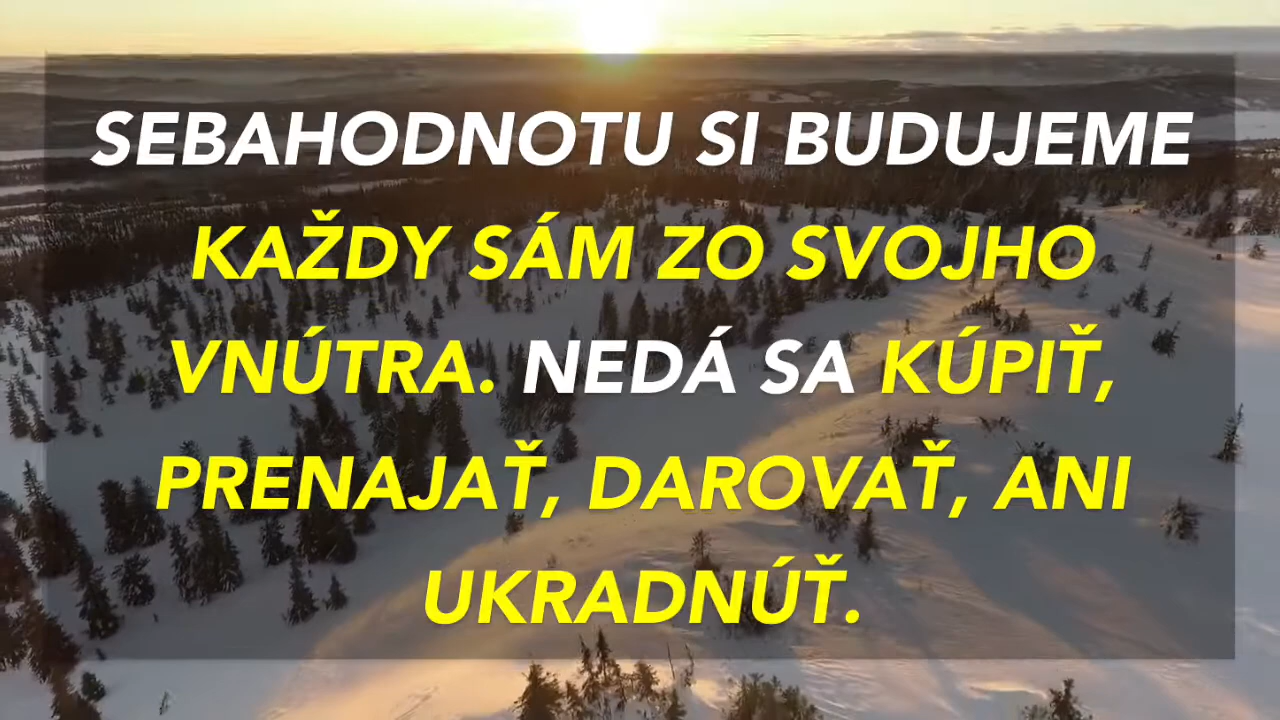 SEBAHODNOTU SI BUDUJEME
KAŽDY SÁM ZO SVOJHO
VNÚTRA. NEDÁ SA KÚPIŤ,
PRENAJAŤ, DAROVAŤ, ANI
UKRADNÚŤ.